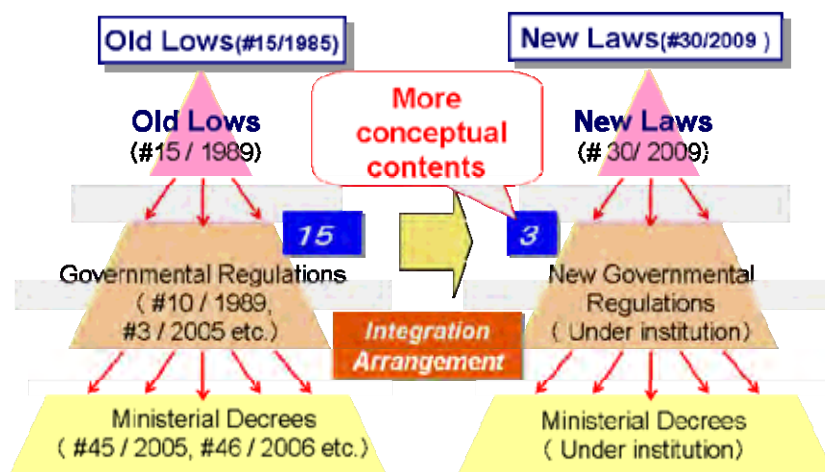 Old Lows(#15/1985)
Old Lows
(#15 / 1989)
15
Governmental Regulations
( #10 / 1989,
#3 / 2005 etc.)
Ministerial Decrees
( #45 / 2005, #46 / 2006 etc.)
More
conceptual
contents
Integration
Arrangement
New Laws(#30/2009 )
New Laws
(# 30/ 2009)
3
New Governmental
Regulations
( Under institution)
Ministerial Decrees
( Under institution)